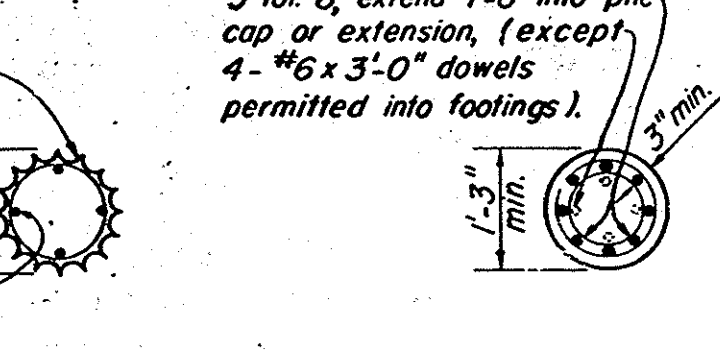 cap or extension, (except
4 - #6 x 3'-0" dowels
permitted into footings).
3" min.
1'-3"
min.